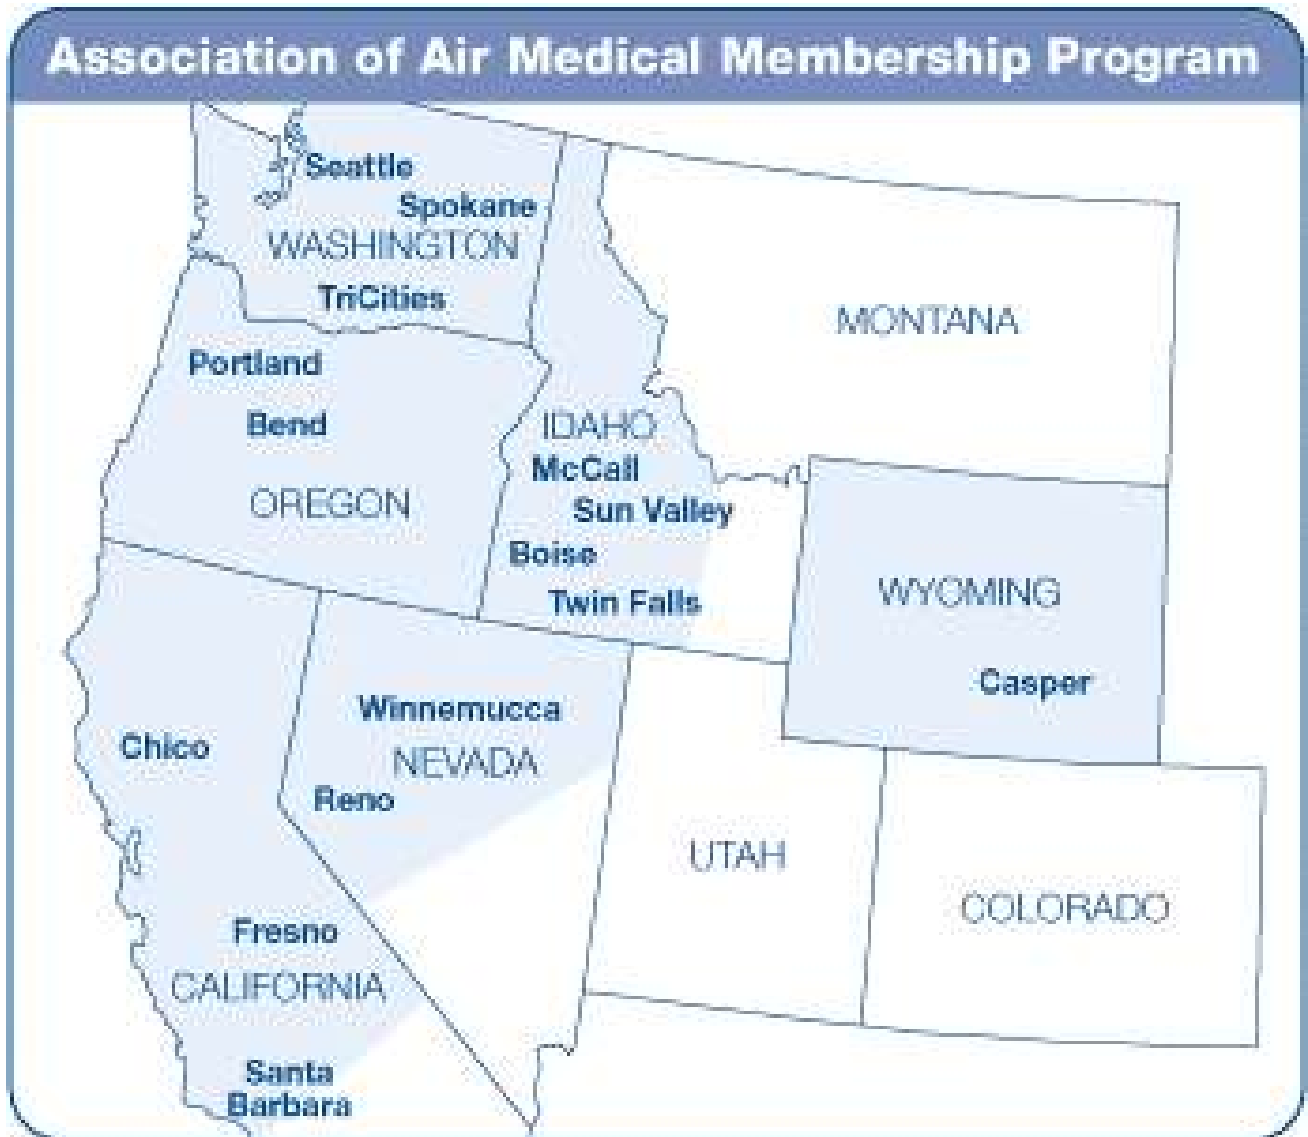 Association of Air Medical Membership Program
Seattle
Spokane
WASHINGTON
TriCities
MONTANA
Portland
Bend
IDAHO
McCall
OREGON
Sun Valley
Boise
Twin Falls
WYOMING
Casper
Winnemucca
Chico
NEVADA
Reno
UTAH
COLORADO
Fresno
CALIFORNIA
Santa
Barbara